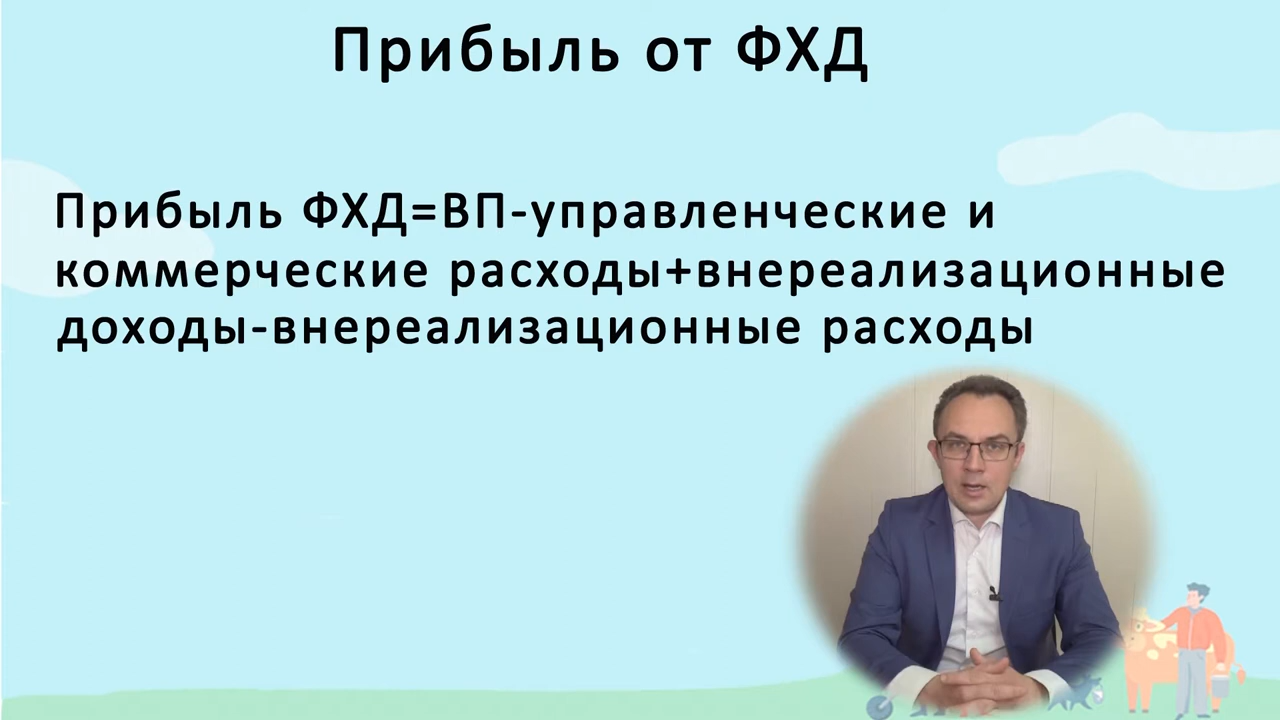 Прибыль от ФХД
Прибыль ФХД=ВП-управленческие и
коммерческие расходы+внереализационные
доходы-внереализационные расходы